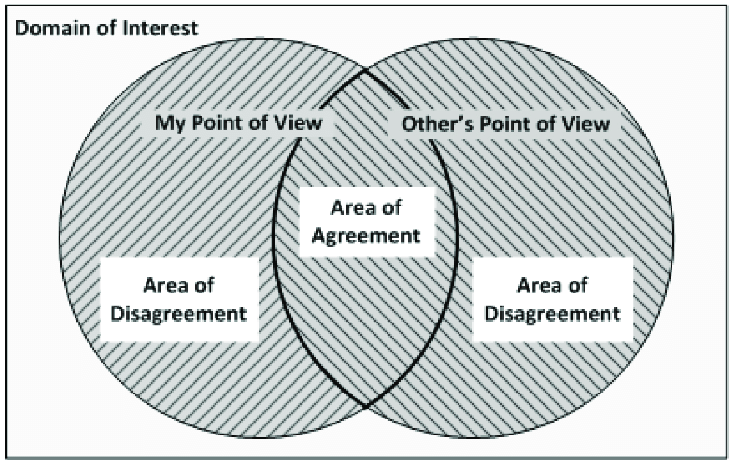 Domain of Interest
My Point of View
Other's Point of View
Area of
Agreement
Area of
Disagreement
Area of
Disagreement